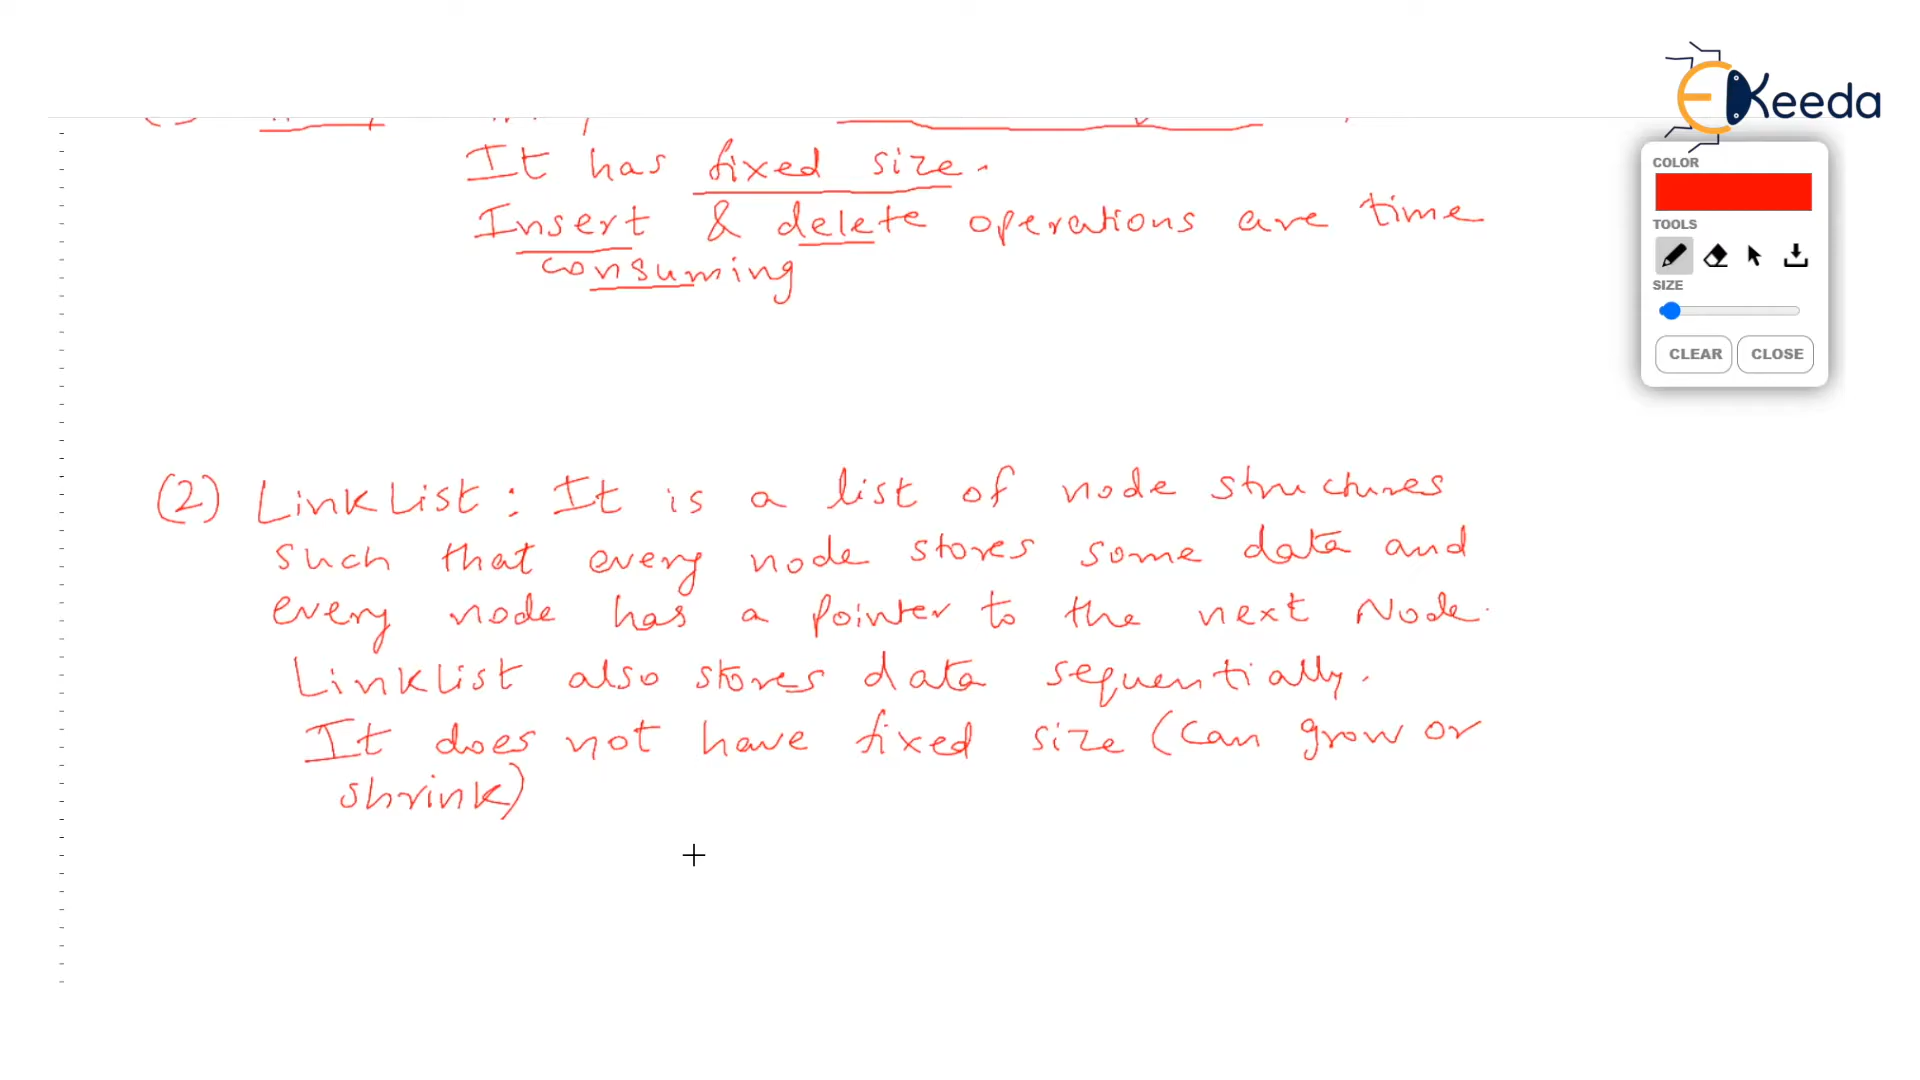 EKeeda
It has fixed size.
Insert & delete operations are time
consuming
COLOR
TOOLS
SIZE
CLEAR CLOSE
(2) LinkList : It is a list of node structures
such that every node stores some data and
every node has a pointer to the next Node.
LinkList also stores data sequentially.
It does not have fixed size (can grow or
shrink)